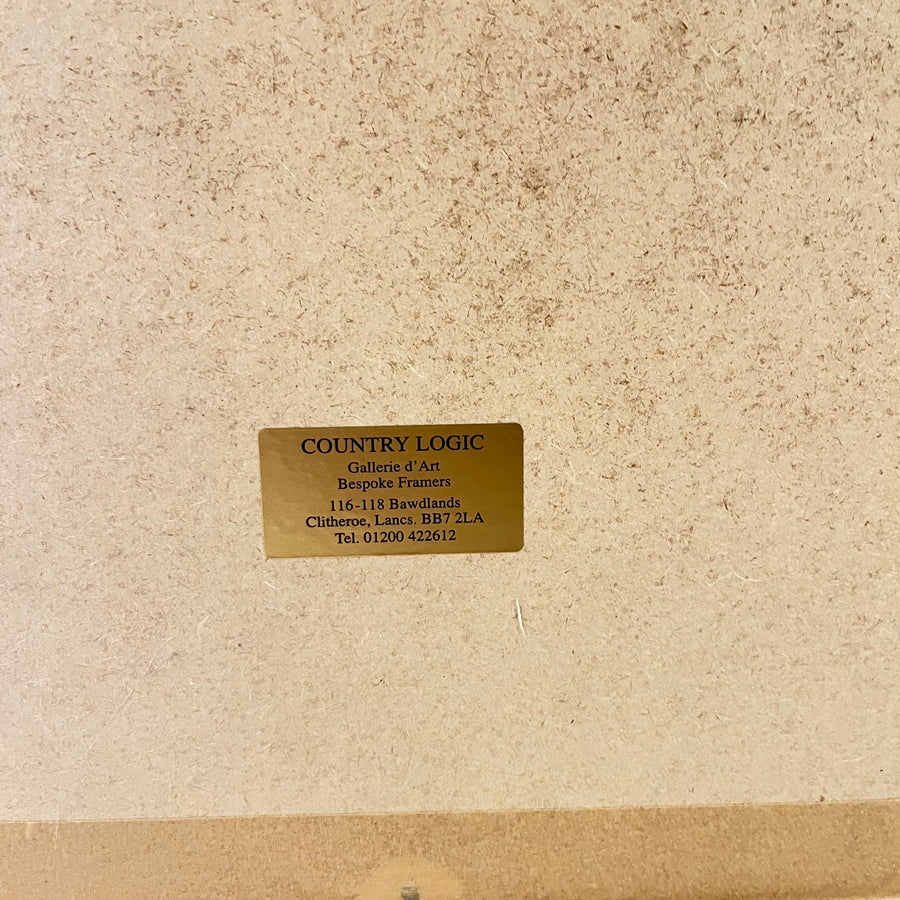 COUNTRY LOGIC
Gallerie d'Art
Bespoke Framers
116-118 Bawdlands
Clitheroe, Lancs. BB7 2LA
Tel. 01200 422612